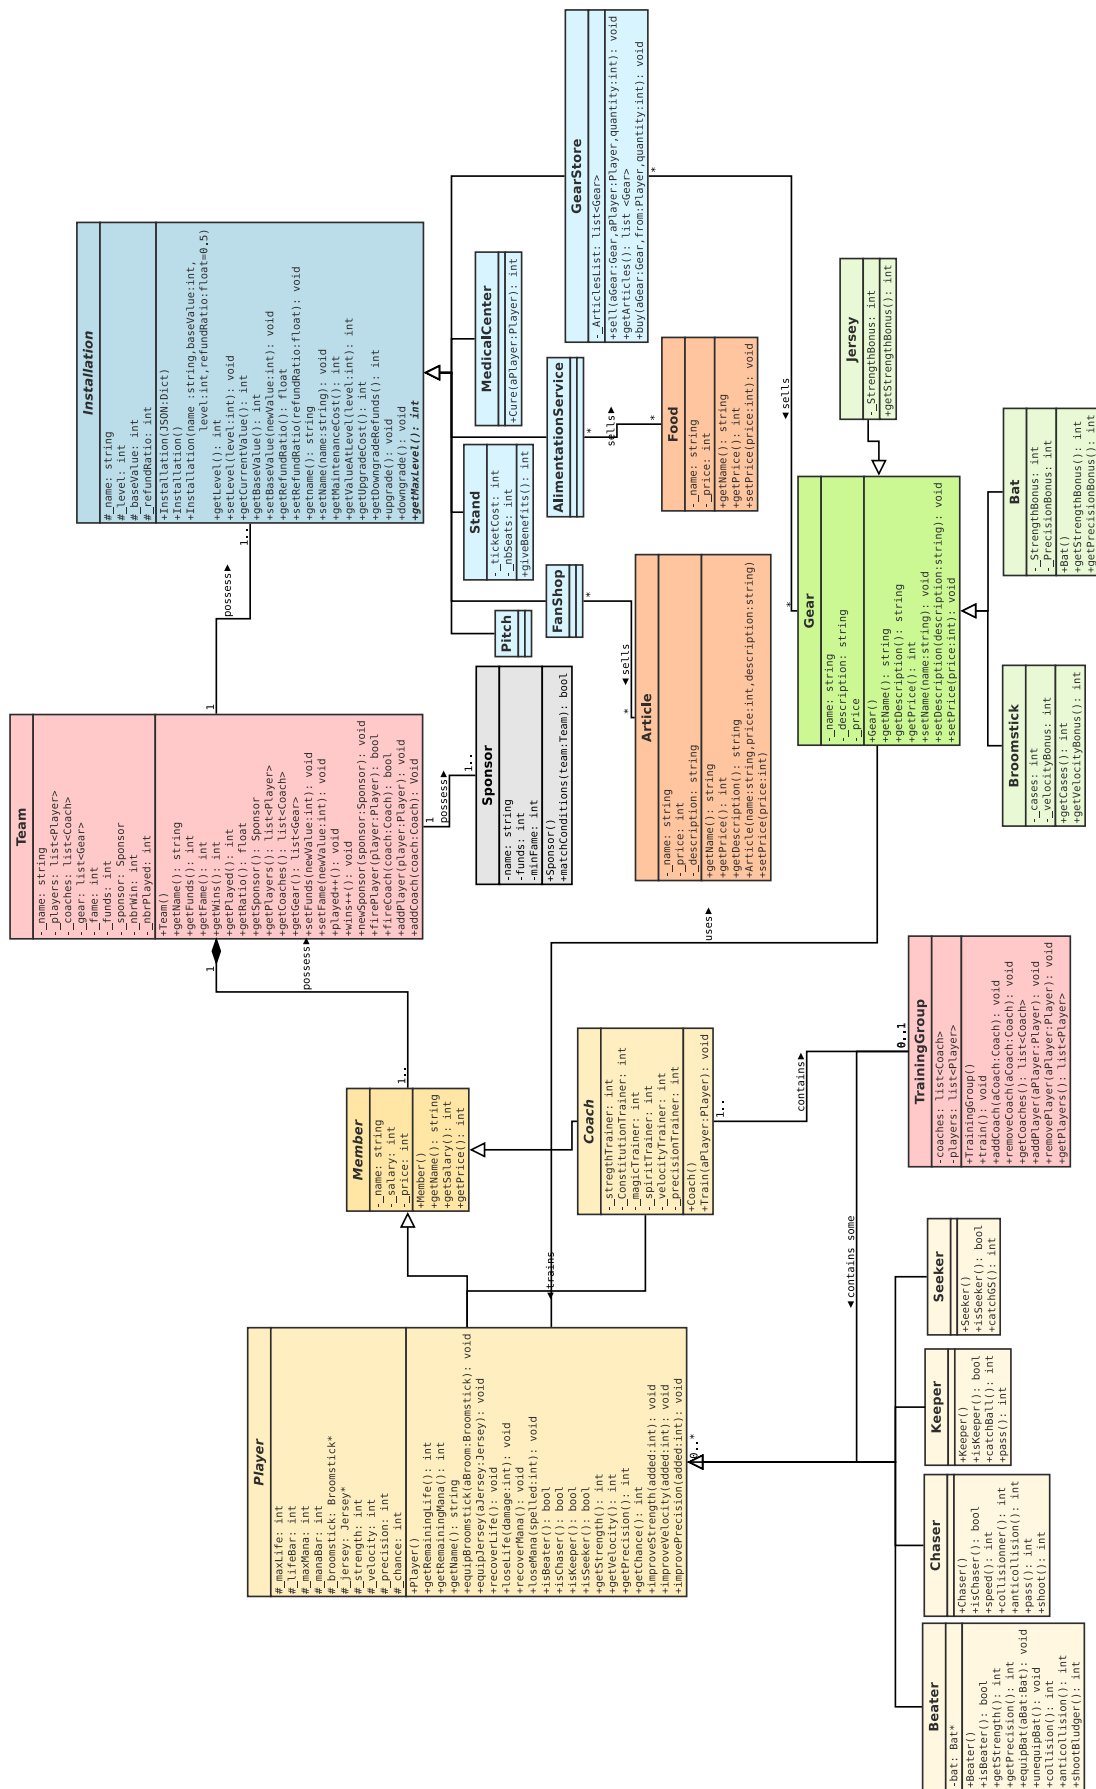 Team
-_name: string
-_players: list<Player>
-_coaches: list<Coach>
-_gear: list<Gear>
-_fame: int
-_funds: int
-_sponsor: Sponsor
-_nbrWin: int
-_nbrPlayed: int
+Team()
+getName(): string
+getFunds(): int
+getFame(): int
+getWins(): int
+getPlayed(): int
+getRatio(): float
+getSponsor(): Sponsor
+getPlayers(): list<Player>
+getCoaches(): list<Coach>
+getGear(): list<Gear>
+setFunds(newValue:int): void
+setFame(newValue:int): void
+played++(): void
+wins++(): void
+newSponsor(sponsor:Sponsor): void
+firePlayer(player:Player): bool
+fireCoach(coach:Coach): bool
+addPlayer(player:Player): void
+addCoach(coach:Coach): Void
Installation
#_name: string
#_level: int
#_baseValue: int
#_refundRatio: int
+Installation(JSON:Dict)
+Installation()
+Installation(name :string,baseValue:int,
level:int,refundRatio:float=0.5)
+getLevel(): int
+setLevel(level:int): void
+getCurrentValue(): int
+getBaseValue(): int
+setBaseValue(newValue:int): void
+getRefundRatio(): float
+setRefundRatio(refundRatio:float): void
+getname(): string
+setName(name:string): void
+getMaintenanceCost(): int
+getValueAtLevel(level:int): int
+getUpgradeCost(): int
+getDowngradeRefunds(): int
+upgrade(): void
+downgrade(): void
+getMaxLevel(): int
1
possess►
1..
1
possess►
1..
1
possess►
1..
Sponsor
-name: string
-funds: int
-minFame: int
+Sponsor()
+matchConditions(team:Team): bool
Pitch
Stand
-_ticketCost: int
-_nbSeats: int
+giveBenefits(): int
MedicalCenter
+Cure(aPlayer:Player): int
FanShop
AlimentationService
GearStore
-_ArticlesList: list<Gear>
+sell(aGear:Gear,aPlayer:Player,quantity:int): void
+getArticles(): list <Gear>
+buy(aGear:Gear,from:Player,quantity:int): void
*
◄sells
*
*
sells►
*
*
◄sells
*
Article
-_name: string
-_price: int
-_description: string
+getName(): string
+getPrice(): int
+getDescription(): string
+Article(name:string,price:int,description:string)
+setPrice(price:int)
Food
-_name: string
-_price: int
+getName(): string
+getPrice(): int
+setPrice(price:int): void
Gear
-_name: string
-_description: string
-_price
+Gear()
+getName(): string
+getDescription(): string
+getPrice(): int
+setName(name:string): void
+setDescription(description:string): void
+setPrice(price:int): void
Jersey
-_StrengthBonus: int
+getStrengthBonus(): int
Broomstick
-_cases: int
-_velocityBonus: int
+getCases(): int
+getVelocityBonus(): int
Bat
-_StrengthBonus: int
-_PrecisionBonus: int
+Bat()
+getStrengthBonus(): int
+getPrecisionBonus(): int
Member
-_name: string
-_salary: int
-_price: int
+Member()
+getName(): string
+getSalary(): int
+getPrice(): int
Coach
-_stregthTrainer: int
-_ConstitutionTrainer: int
-_magicTrainer: int
-_spiritTrainer: int
-_velocityTrainer: int
-_precisionTrainer: int
+Coach()
+Train(aPlayer:Player): void
uses►
◄trains
1..
contains►
0..1
◄contains some
0..*
TrainingGroup
-coaches: list<Coach>
-players: list<Player>
+TrainingGroup()
+train(): void
+addCoach(aCoach:Coach): void
+removeCoach(aCoach:Coach): void
+getCoaches(): list<Coach>
+addPlayer(aPlayer:Player): void
+removePlayer(aPlayer:Player): void
+getPlayers(): list<Player>
Player
#_maxLife: int
#_lifeBar: int
#_maxMana: int
#_manaBar: int
#_broomstick: Broomstick*
#_jersey: Jersey*
#_strength: int
#_velocity: int
#_precision: int
#_chance: int
+Player()
+getRemainingLife(): int
+getRemainingMana(): int
+getName(): string
+equipBroomstick(aBroom:Broomstick): void
+equipJersey(aJersey:Jersey): void
+recoverLife(): void
+loseLife(damage:int): void
+recoverMana(): void
+loseMana(spelled:int): void
+isBeater(): bool
+isChaser(): bool
+isKeeper(): bool
+isSeeker(): bool
+getStrength(): int
+getVelocity(): int
+getPrecision(): int
+getChance(): int
+improveStrength(added:int): void
+improveVelocity(added:int): void
+improvePrecision(added:int): void
Beater
-bat: Bat*
+Beater()
+isBeater(): bool
+getStrength(): int
+getPrecision(): int
+equipBat(aBat:Bat): void
+unequipBat(): void
+collision(): int
+anticollision(): int
+shootBludger(): int
Chaser
+Chaser()
+isChaser(): bool
+speed(): int
+collisionner(): int
+anticollision(): int
+pass(): int
+shoot(): int
Keeper
+Keeper()
+isKeeper(): bool
+catchBall(): int
+pass(): int
Seeker
+Seeker()
+isSeeker(): bool
+catchGS(): int